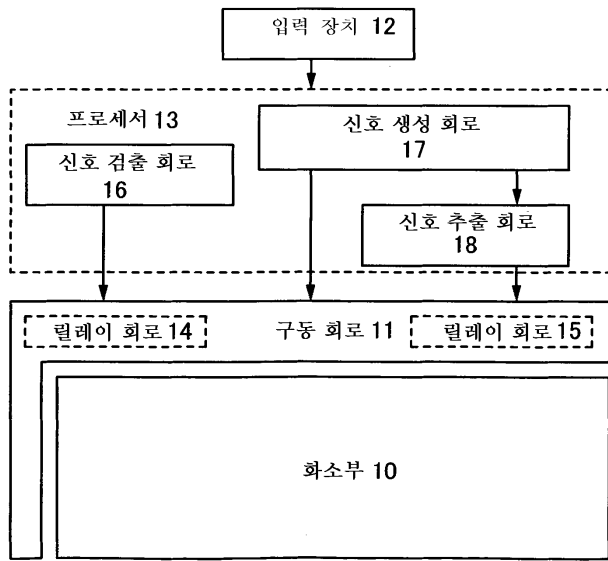 입력 장치 12
프로세서 13
신호 생성 회로
17
신호 검출 회로
16
신호 추출 회로
18
릴레이 회로 14
구동 회로 11
릴레이 회로 15
화소부 10